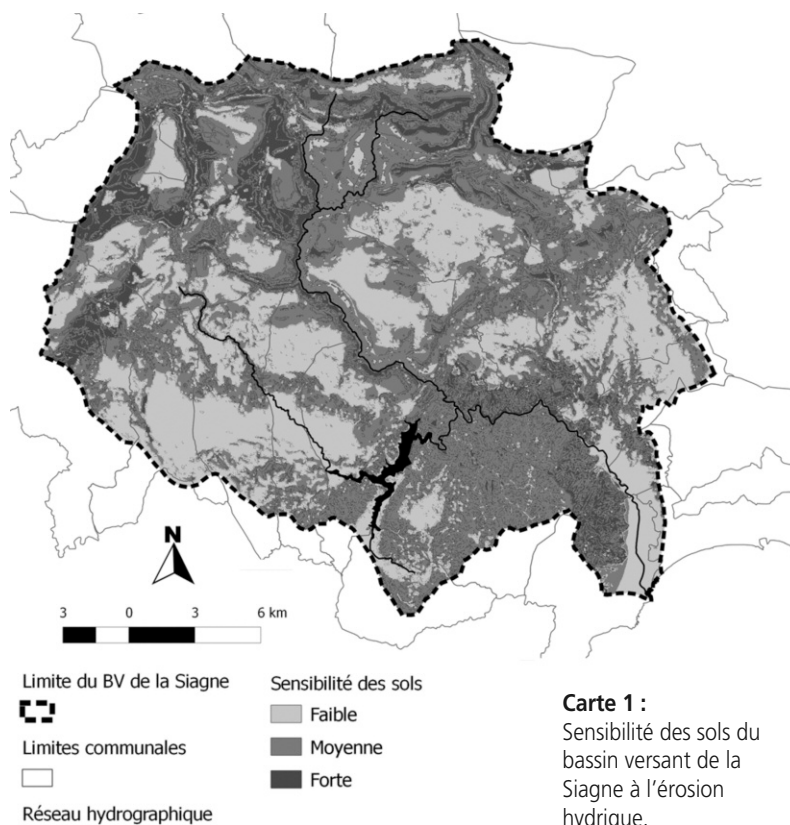 N
3 0 3 6 km
Limite du BV de la Siagne
Limites communales
Réseau hydrographique
Sensibilité des sols
Faible
Moyenne
Forte
Carte 1 :
Sensibilité des sols du
bassin versant de la
Siagne à l'érosion
hydrique.